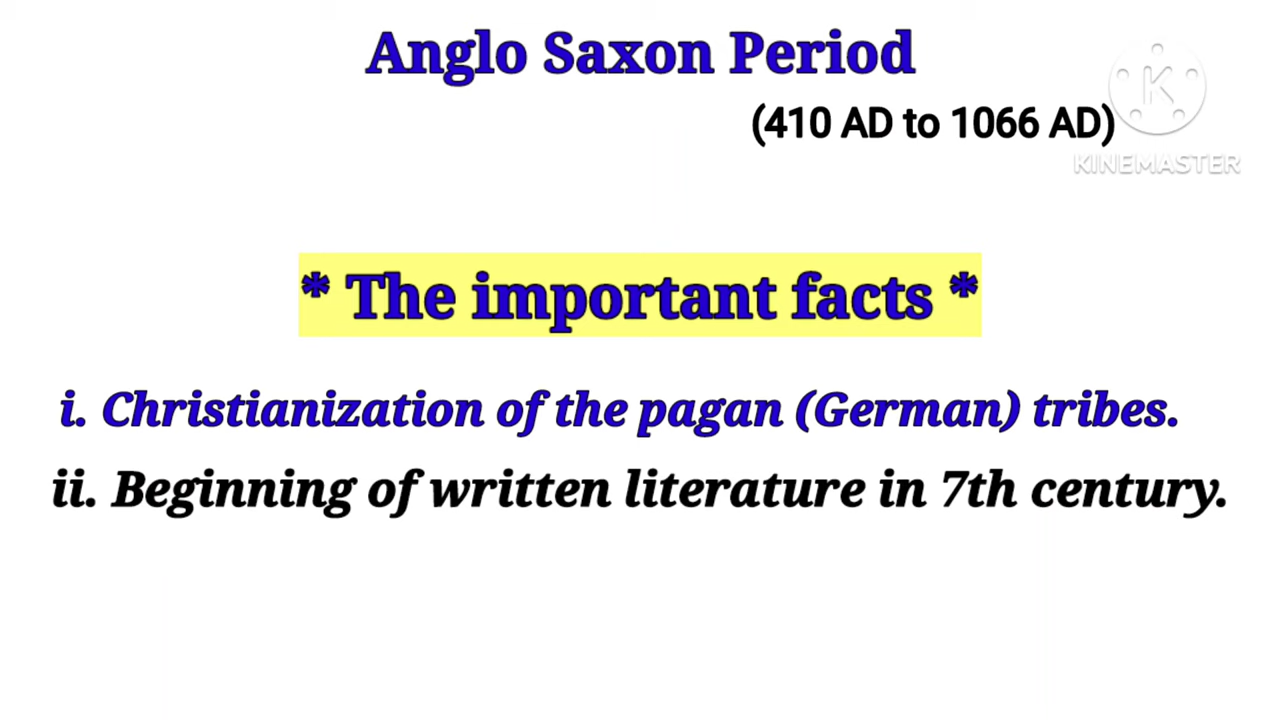 Anglo Saxon Period
(410 AD to 1066 AD)
K
KINEMASTER
* The important facts *
i. Christianization of the pagan (German) tribes.
ii. Beginning of written literature in 7th century.